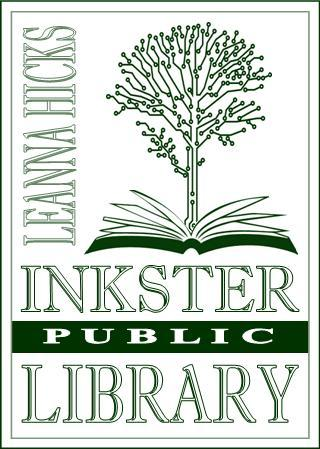 LEANNA HICKS
INKSTER
PUBLIC
LIBRARY